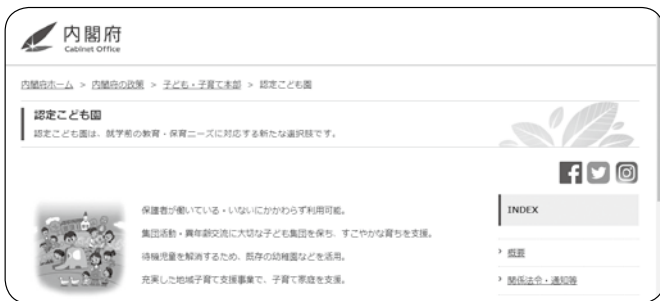 内閣府
Cabinet Office
内閣府ホーム > 内閣府の政策 > 子ども・子育て本部 > 認定こども園
認定こども園
認定こども園は、就学前の教育・保育ニーズに対応する新たな選択肢です。
保護者が働いている・いないにかかわらず利用可能。
集団活動・異年齢交流に大切な子ども集団を保ち、すこやかな育ちを支援。
待機児童を解消するため、既存の幼稚園などを活用。
充実した地域子育て支援事業で、子育て家庭を支援。
INDEX
› 概要
› 関係法令・通知等